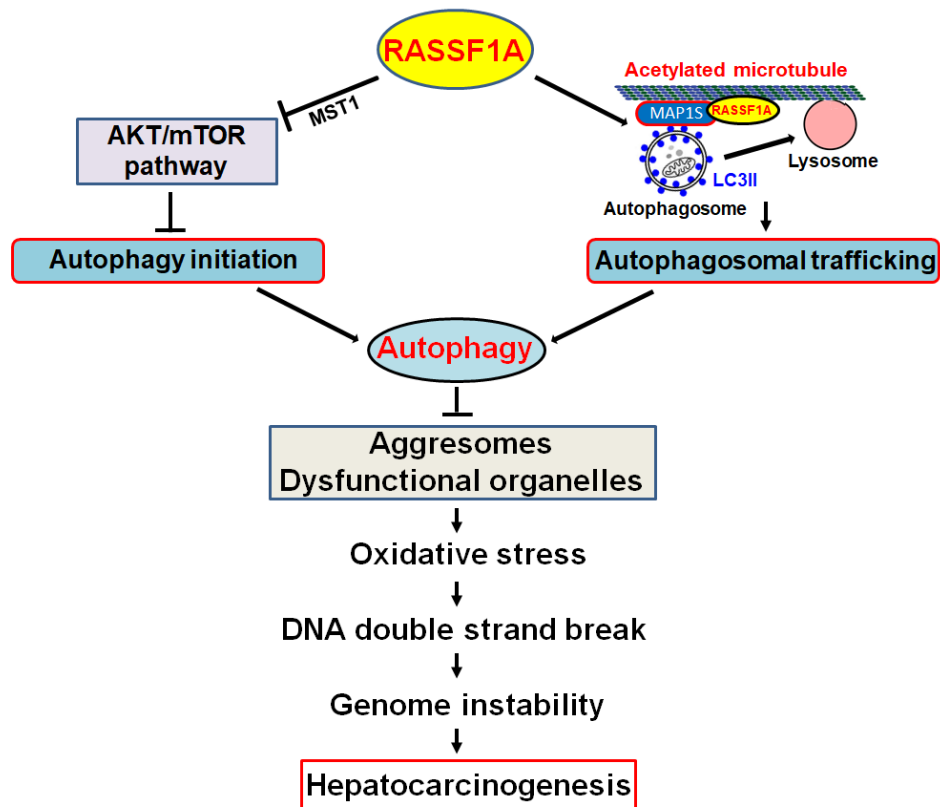 RASSF1A
MST1
Acetylated microtubule
MAP1S
RASSF1A
AKT/mTOR
pathway
Lysosome
LC3II
Autophagosome
Autophagy initiation
Autophagosomal trafficking
Autophagy
Aggresomes
Dysfunctional organelles
Oxidative stress
DNA double strand break
Genome instability
Hepatocarcinogenesis